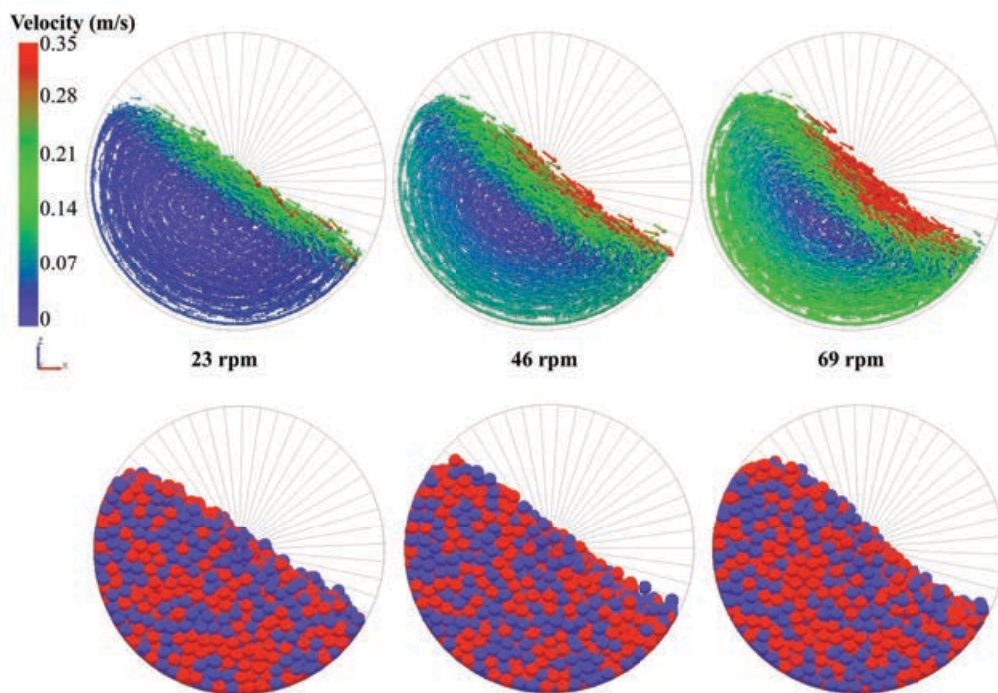 Velocity (m/s)
0.35
0.28
0.21
0.14
0.07
0
z
x
23 rpm
46 rpm
69 rpm